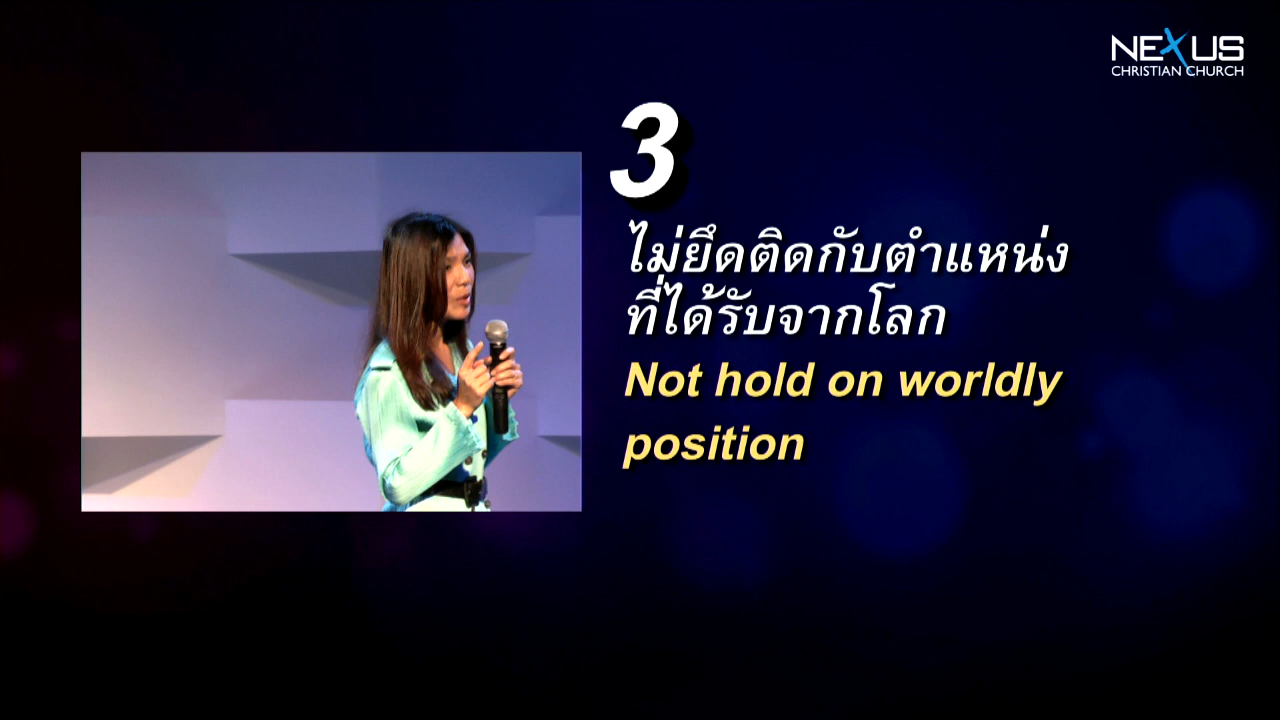 NEXUS
CHRISTIAN CHURCH
3
ไม่ยึดติดกับตำแหน่ง
ที่ได้รับจากโลก
Not hold on worldly
position